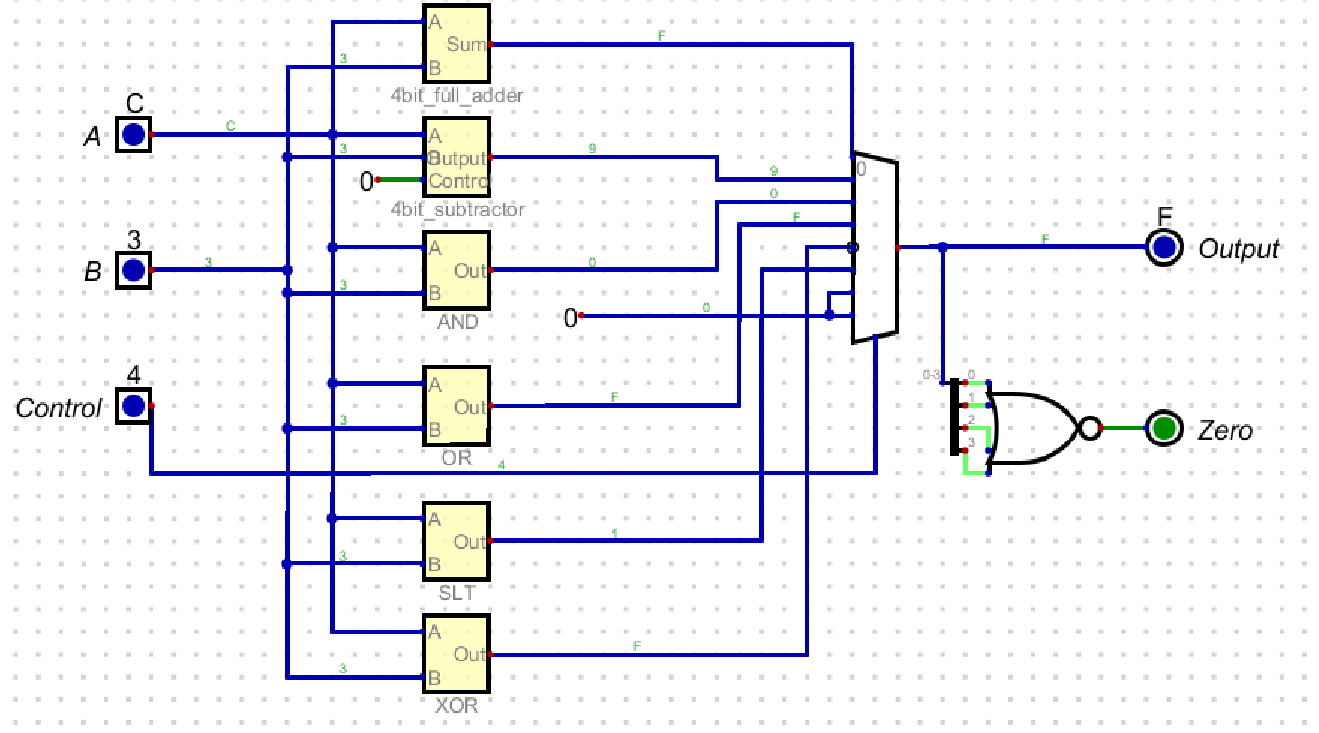 A
Sum
F
3
B
4bit_full_adder
C
A
C
A
3
Output
B
9
9
0
0
Control
0
4bit_subtractor
F
3
A
F
F
Output
B
3
Out
0
3
B
0
0
AND
4
A
0-3
0
Control
Out
F
1
3
B
2
Zero
OR
3
4
A
Out
1
3
B
SLT
A
Out
F
3
B
XOR